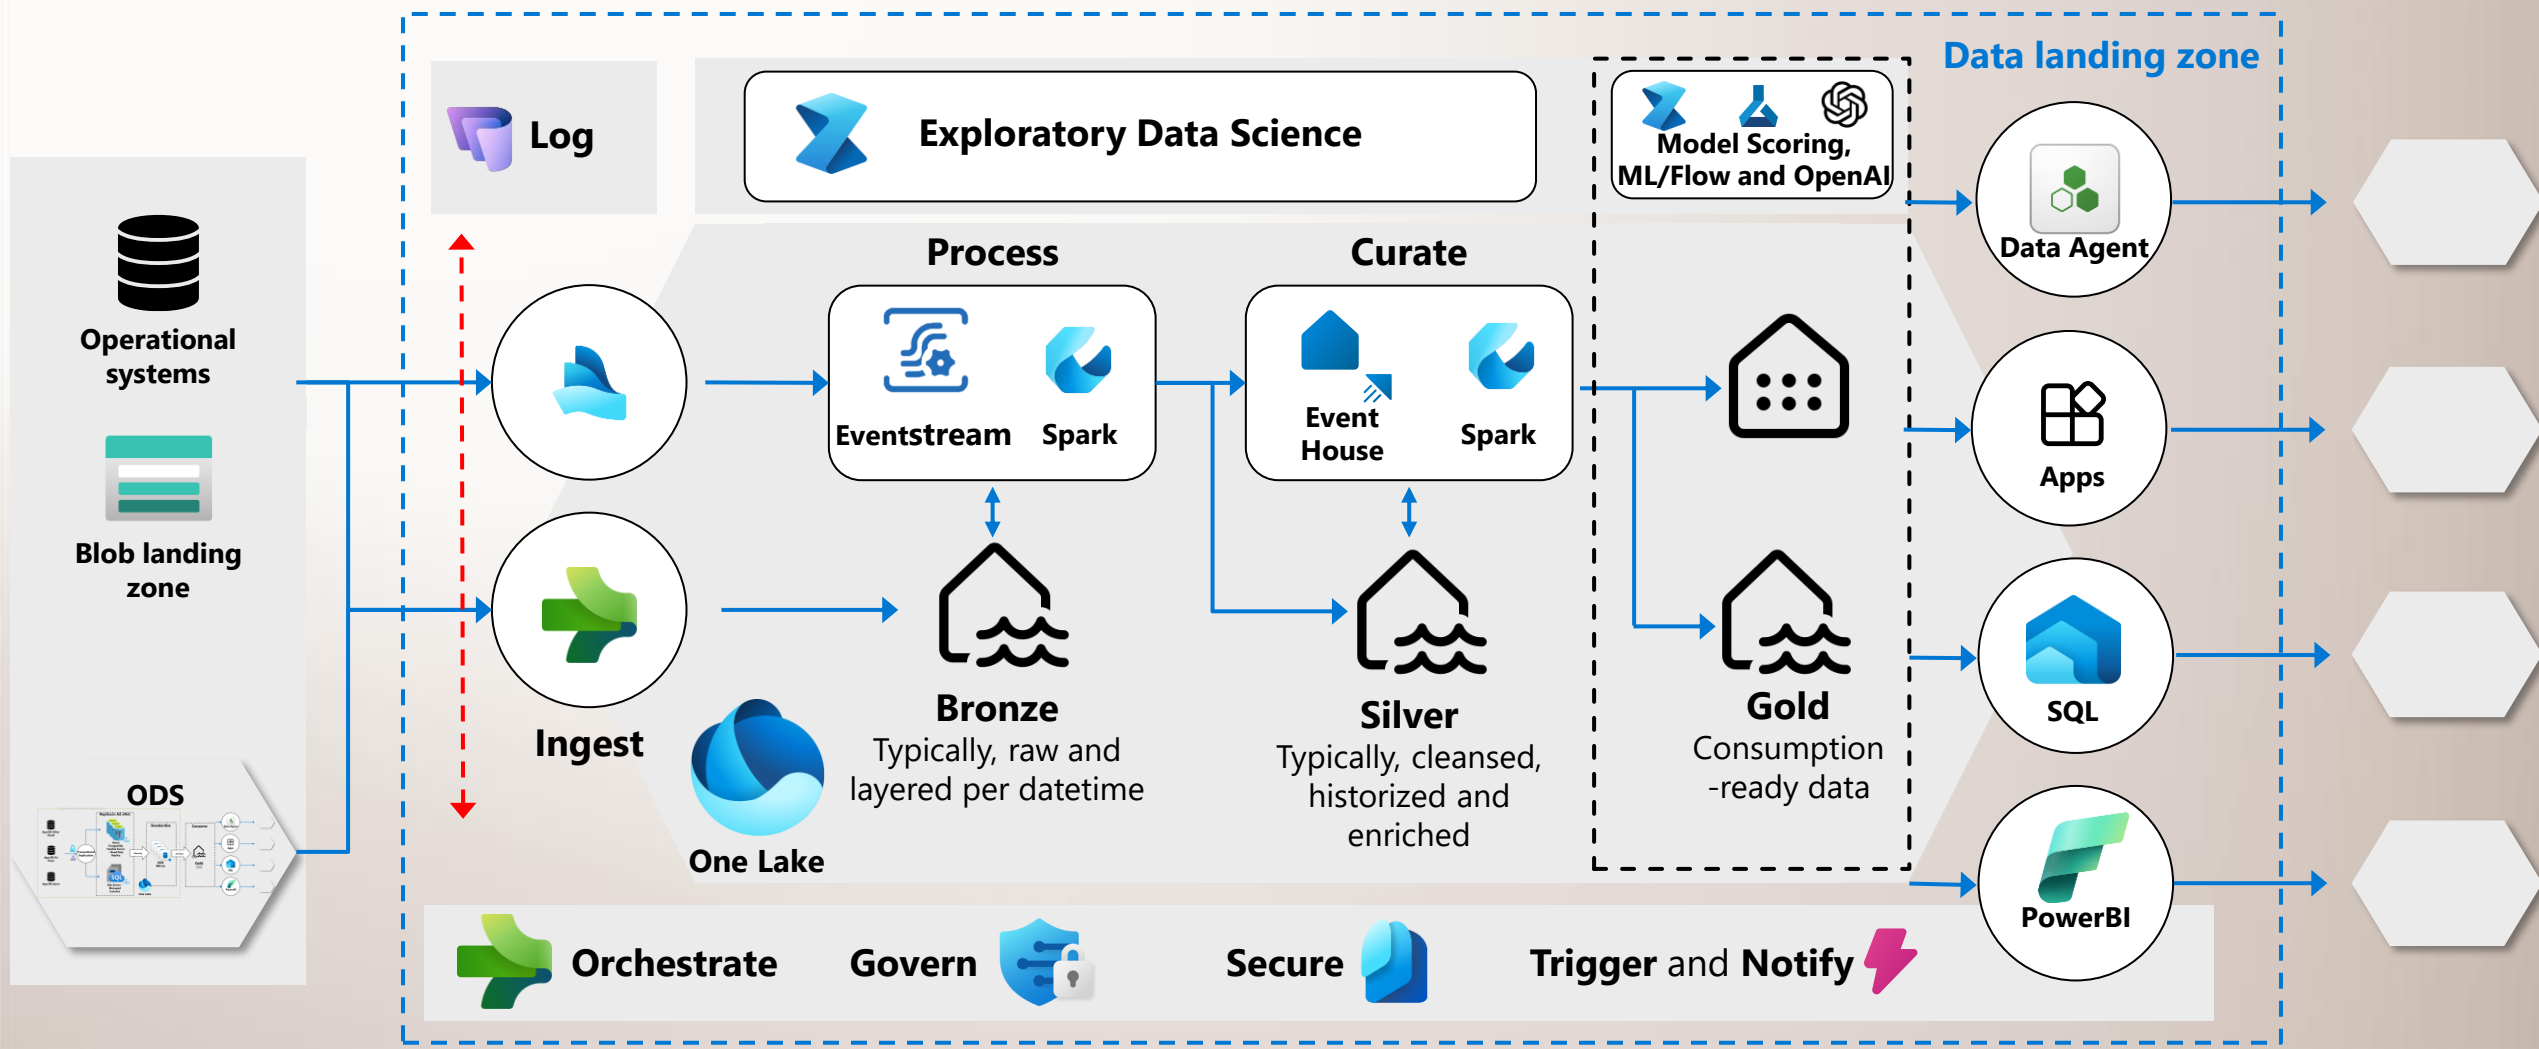 Data landing zone
Log
Exploratory Data Science
Model Scoring,
ML/Flow and OpenAI
Operational
systems
Blob landing
zone
ODS
Process
Curate
Eventstream
Spark
Event
House
Spark
Ingest
One Lake
Bronze
Typically, raw and
layered per datetime
Silver
Typically, cleansed,
historized and
enriched
Gold
Consumption
-ready data
Data Agent
Apps
SQL
PowerBI
Orchestrate
Govern
Secure
Trigger and Notify